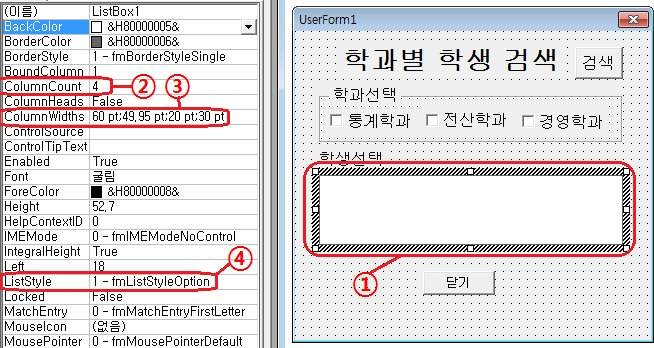 (이름) ListBox1
BackColor &H80000005&
BorderColor &H80000006&
BorderStyle 1 - fmBorderStyleSingle
BoundColumn 1
ColumnCount 4 ②
ColumnHeads False ③
ColumnWidths 60 pt;49,95 pt;20 pt;30 pt
ControlSource
ControlTipText
Enabled True
Font 굴림
ForeColor &H80000008&
Height 52,7
HelpContextID 0
IMEMode 0 - fmIMEModeNoControl
IntegralHeight True
Left 18 ④
ListStyle 1 - fmListStyleOption
Locked False
MatchEntry 0 - fmMatchEntryFirstLetter
MouseIcon (없음)
MousePointer 0 - fmMousePointerDefault
UserForm1
학과별 학생 검색 검색
학과선택
통계학과 전산학과 경영학과
학생선택
①
닫기